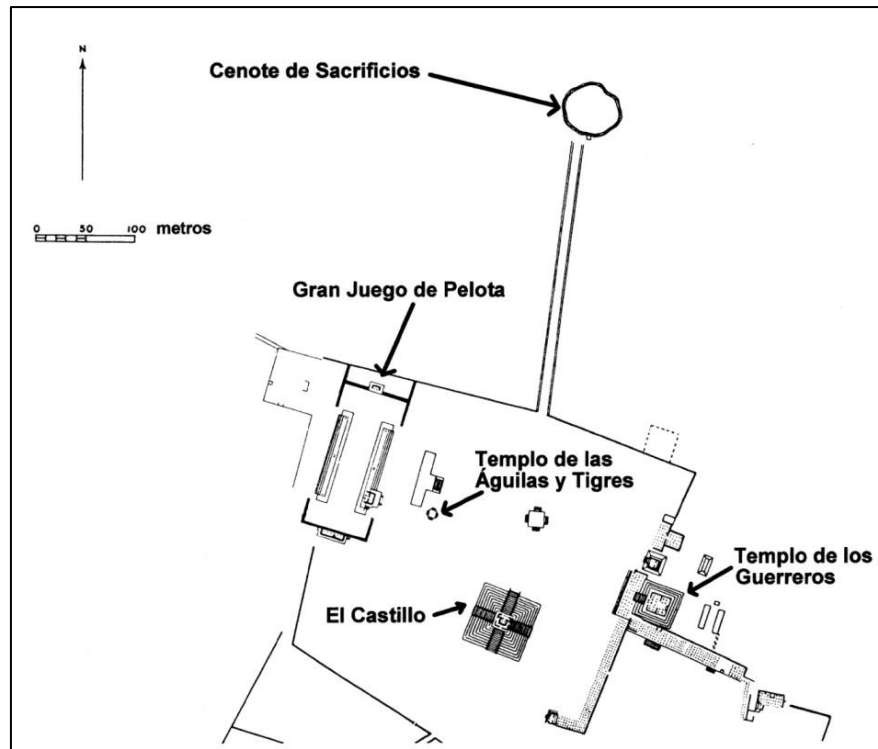 N
Cenote de Sacrificios
0 50 100 metros
Gran Juego de Pelota
Templo de las
Águilas y Tigres
Templo de los
Guerreros
El Castillo